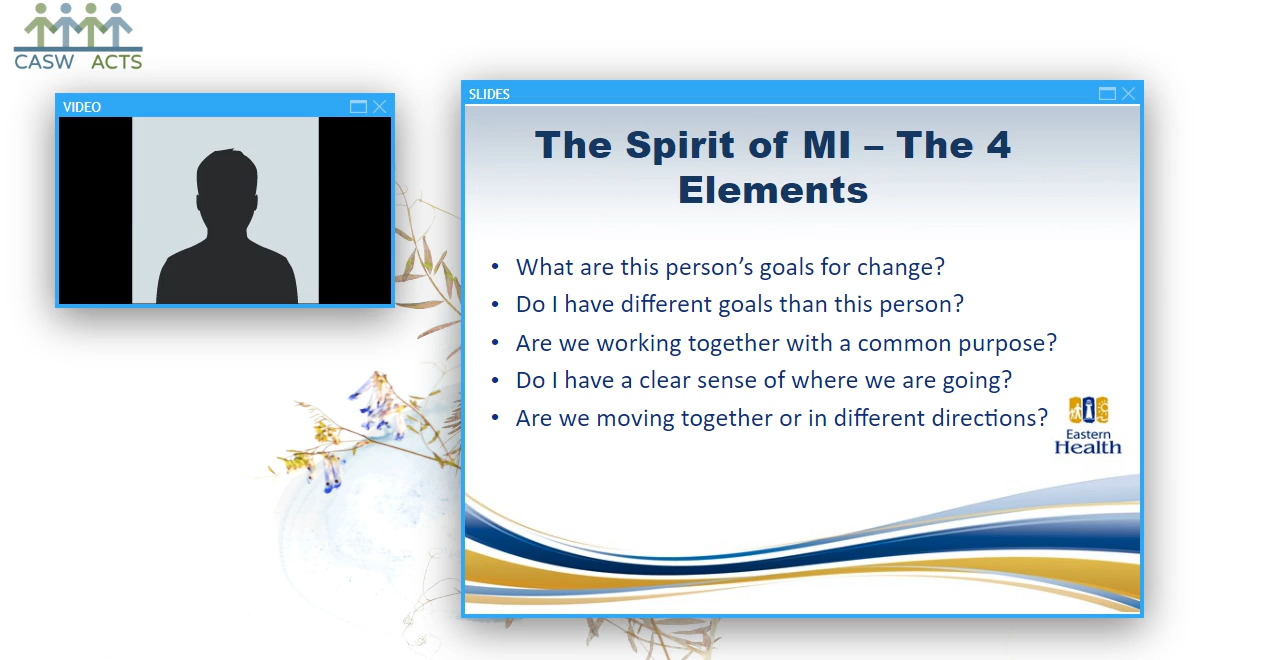 CASW ACTS
VIDEO
SLIDES
The Spirit of MI – The 4
Elements
• What are this person’s goals for change?
• Do I have different goals than this person?
• Are we working together with a common purpose?
• Do I have a clear sense of where we are going?
• Are we moving together or in different directions?
Eastern
Health